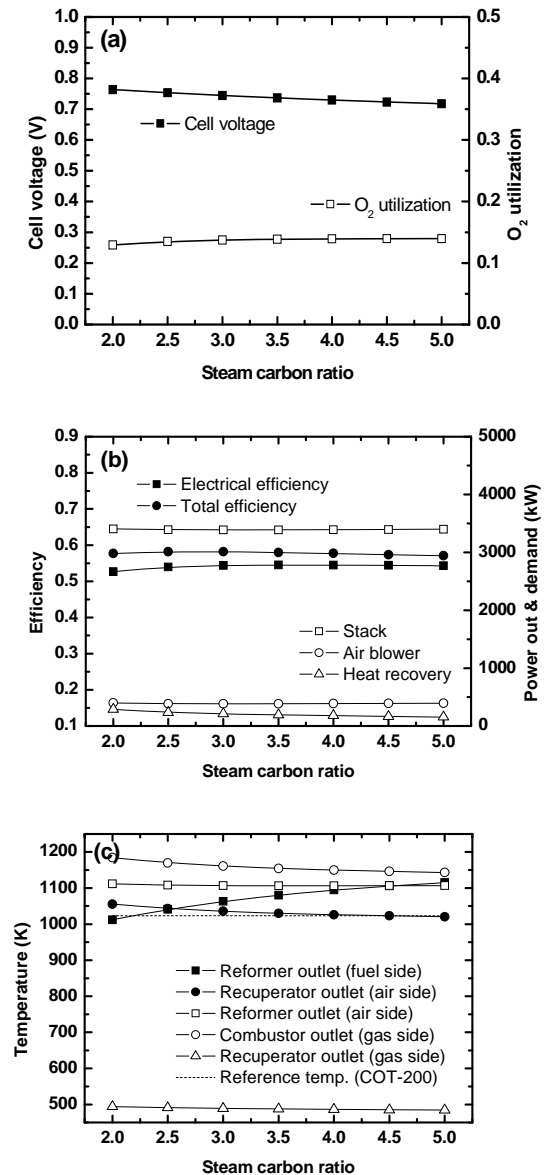 (a)
1.0
0.9
0.8
0.7
0.6
0.5
0.4
0.3
0.2
0.1
0.0
Cell voltage (V)
Cell voltage
O2 utilization
0.5
0.4
0.3
0.2
0.1
0.0
O2 utilization
2.0 2.5 3.0 3.5 4.0 4.5 5.0
Steam carbon ratio
(b)
0.9
0.8
0.7
0.6
0.5
0.4
0.3
0.2
0.1
Efficiency
Electrical efficiency
Total efficiency
Stack
Air blower
Heat recovery
5000
4000
3000
2000
1000
0
Power out & demand (kW)
2.0 2.5 3.0 3.5 4.0 4.5 5.0
Steam carbon ratio
(c)
1200
1100
1000
900
800
700
600
500
Temperature (K)
Reformer outlet (fuel side)
Recuperator outlet (air side)
Reformer outlet (air side)
Combustor outlet (gas side)
Recuperator outlet (gas side)
Reference temp. (COT-200)
2.0 2.5 3.0 3.5 4.0 4.5 5.0
Steam carbon ratio